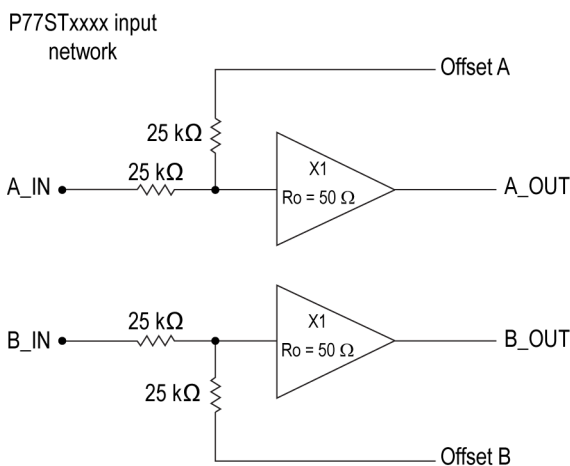 P77STxxxx input
network
Offset A
25 kΩ
25 kΩ
X1
A_IN
Ro = 50 Ω
A_OUT
25 kΩ
X1
B_IN
Ro = 50 Ω
B_OUT
25 kΩ
Offset B